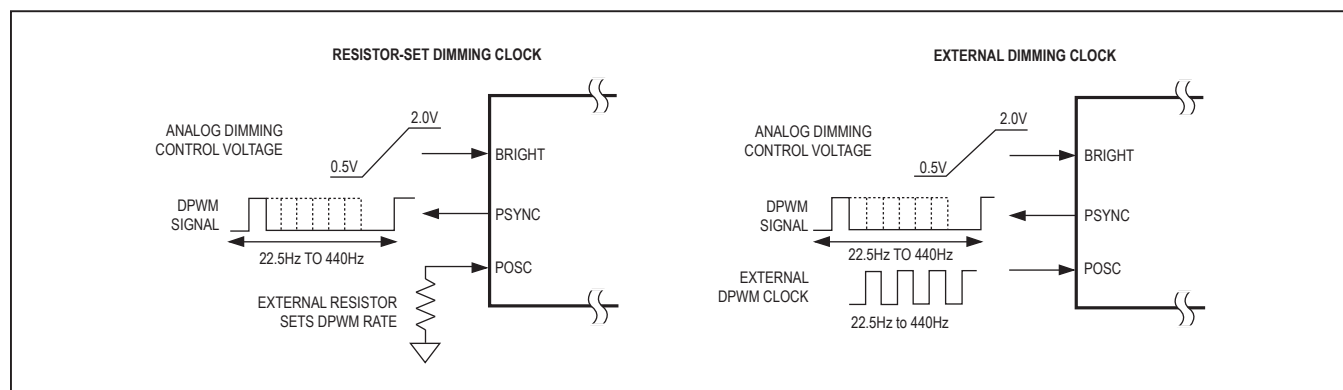 RESISTOR-SET DIMMING CLOCK
ANALOG DIMMING
CONTROL VOLTAGE
2.0V
0.5V
BRIGHT
DPWM
SIGNAL
PSYNC
22.5Hz TO 440Hz
POSC
EXTERNAL RESISTOR
SETS DPWM RATE
EXTERNAL DIMMING CLOCK
ANALOG DIMMING
CONTROL VOLTAGE
2.0V
0.5V
BRIGHT
DPWM
SIGNAL
PSYNC
22.5Hz TO 440Hz
POSC
EXTERNAL
DPWM CLOCK
22.5Hz to 440Hz